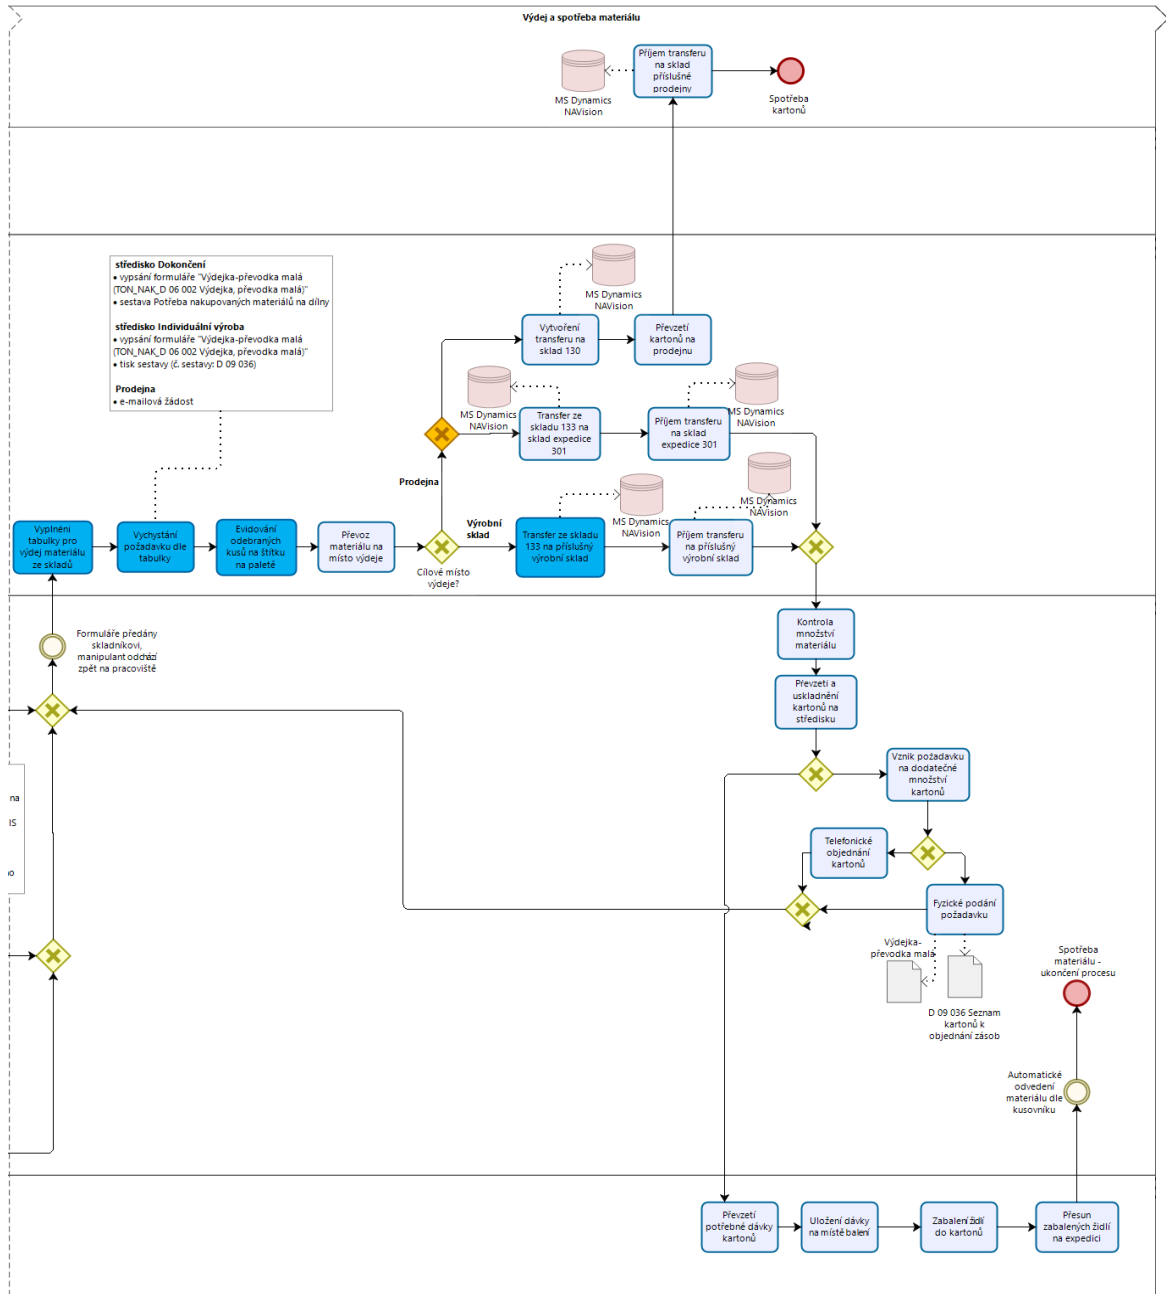 Výdej a spotřeba materiálu
Příjem transferu
na sklad
příslušné
prodejny
MS Dynamics
NAVision
Spotřeba
kartonů
středisko Dokončení
• vypsání formuláře "Výdejka-převodka malá
(TON_NAK_D 06 002 Výdejka, převodka malá)"
• sestava Potřeba nakupovaných materiálů na dílny
středisko Individuální výroba
• vypsání formuláře "Výdejka-převodka malá
(TON_NAK_D 06 002 Výdejka, převodka malá)"
• tisk sestavy (č. sestavy: D 09 036)
Prodejna
• e-mailová žádost
MS Dynamics
NAVision
Vytvoření
transferu na
sklad 130
Převzetí
kartonů na
prodejnu
MS Dynamics
NAVision
Transfer ze
skladu 133 na
sklad expedice
301
Příjem transferu
na sklad
expedice 301
MS Dynamics
NAVision
Prodejna
Výrobní
sklad
MS Dynamics
NAVision
MS Dynamics
NAVision
Vyplnění
tabulky pro
výdej materiálu
ze skladů
Vychystání
požadavku dle
tabulky
Evidování
odebraných
kusů na štítku
na paletě
Převoz
materiálu na
místo výdeje
Cílové místo
výdeje?
Transfer ze skladu
133 na příslušný
výrobní sklad
Příjem transferu
na příslušný
výrobní sklad
Formuláře předány
skladníkovi,
manipulant odchází
zpět na pracoviště
Kontrola
množství
materiálu
Převzetí a
uskladnění
kartonů na
středisku
Vznik požadavku
na dodatečné
množství
kartonů
na
IS
Telefonické
objednání
kartonů
Fyzické podání
požadavku
Výdejka-
převodka malá
D 09 036 Seznam
kartonů k
objednání zásob
Spotřeba
materiálu -
ukončení procesu
Automatické
odvedení
materiálu dle
kusovníku
Převzetí
potřebné dávky
kartonů
Uložení dávky
na místě balení
Zabalení židlí
do kartonů
Přesun
zabalených židlí
na expedici